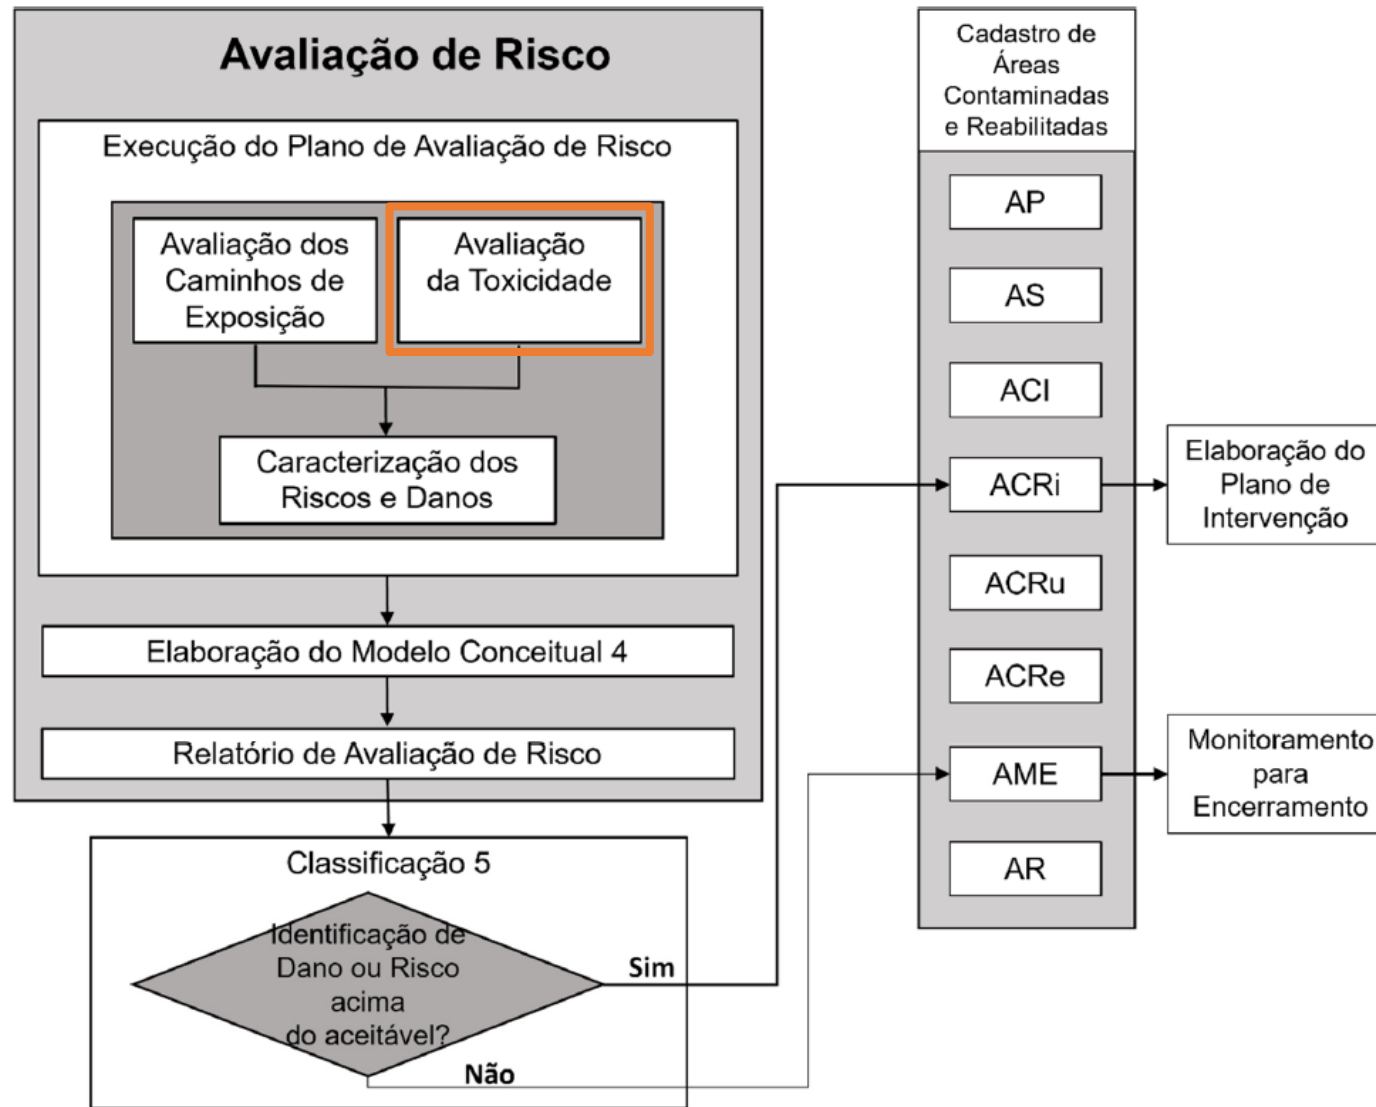 Avaliação de Risco
Execução do Plano de Avaliação de Risco
Avaliação dos
Caminhos de
Exposição
Avaliação
da Toxicidade
Caracterização dos
Riscos e Danos
Elaboração do Modelo Conceitual 4
Relatório de Avaliação de Risco
Classificação 5
Identificação de
Dano ou Risco
acima
do aceitável?
Sim
Não
Cadastro de
Áreas
Contaminadas
e Reabilitadas
AP
AS
ACI
ACRi
ACRu
ACRe
AME
AR
Elaboração do
Plano de
Intervenção
Monitoramento
para
Encerramento